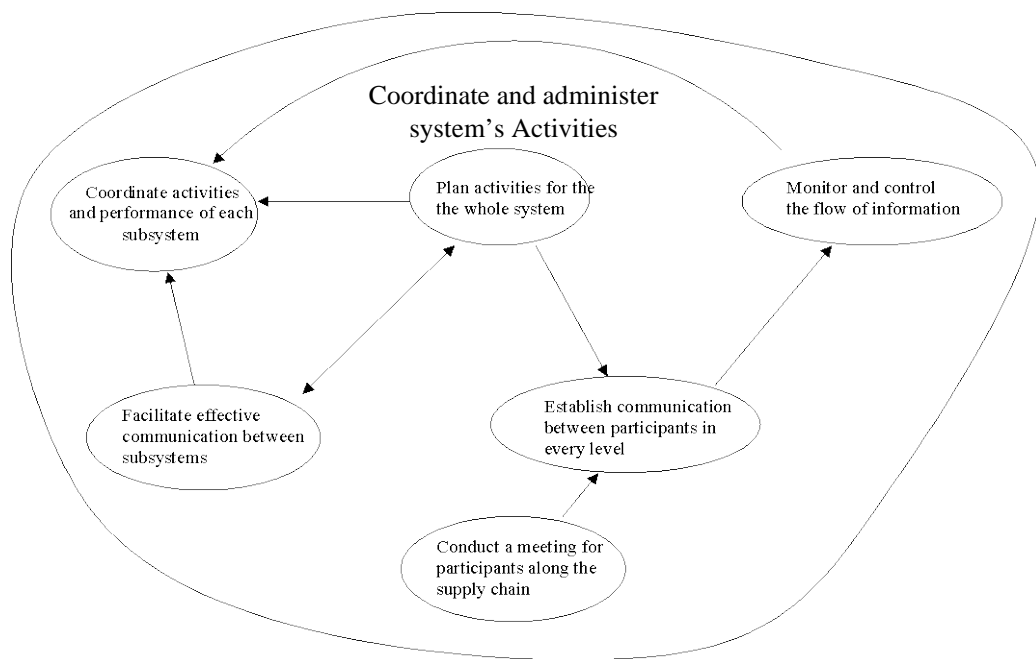 Coordinate and administer
system's Activities
Coordinate activities
and performance of each
subsystem
Plan activities for the
the whole system
Monitor and control
the flow of information
Facilitate effective
communication between
subsystems
Establish communication
between participants in
every level
Conduct a meeting for
participants along the
supply chain